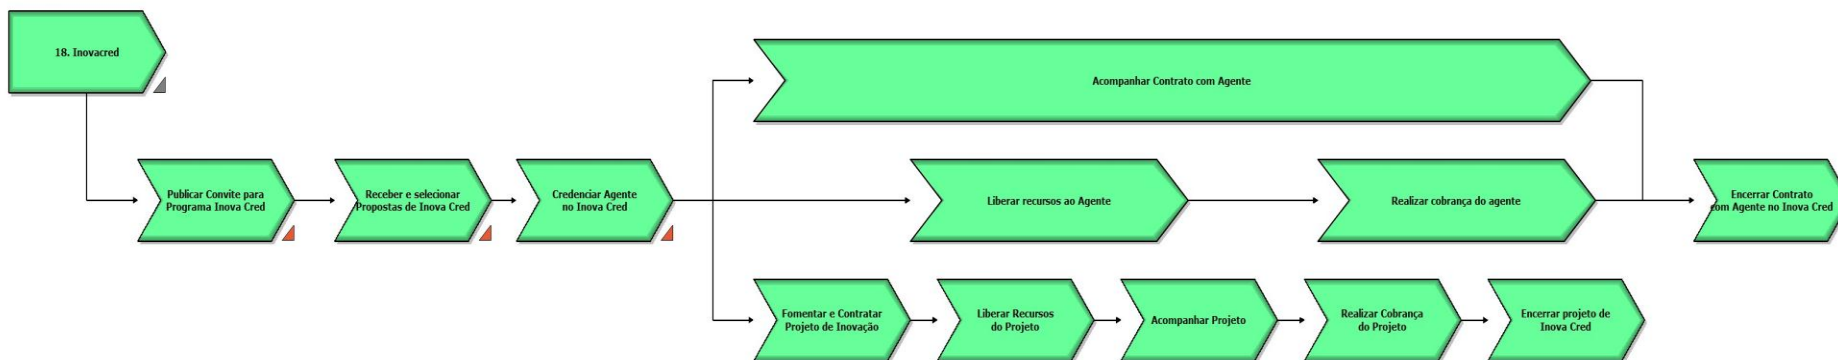 18. Inovacred
Acompanhar Contrato com Agente
Publicar Convite para
Programa Inova Cred
Receber e selecionar
Propostas de Inova Cred
Credenciar Agente
no Inova Cred
Liberar recursos ao Agente
Realizar cobrança do agente
Encerrar Contrato
com Agente no Inova Cred
Fomentar e Contratar
Projeto de Inovação
Liberar Recursos
do Projeto
Acompanhar Projeto
Realizar Cobrança
do Projeto
Encerrar projeto de
Inova Cred